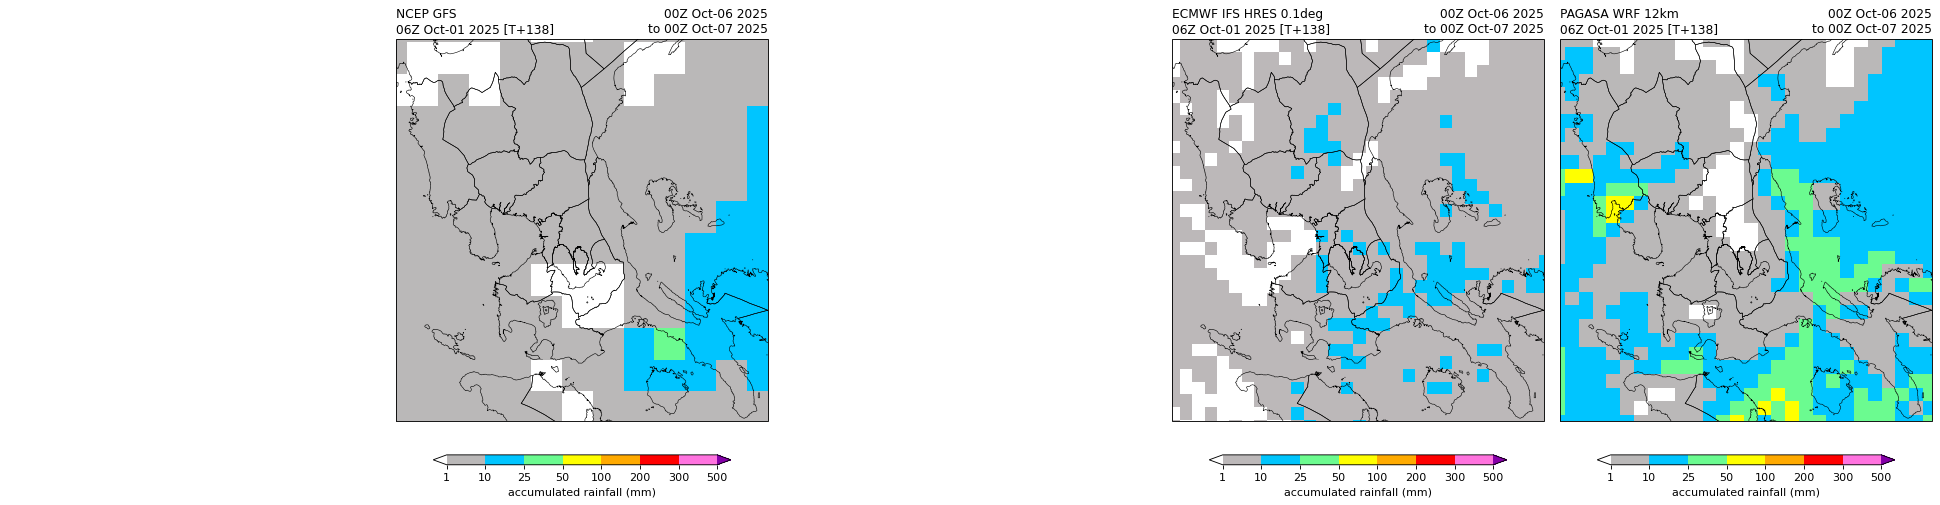 NCEP GFS 00Z Oct-06 2025
06Z Oct-01 2025 [T+138] to 00Z Oct-07 2025
1 10 25 50 100 200 300 500
accumulated rainfall (mm)
ECMWF IFS HRES 0.1deg 00Z Oct-06 2025
06Z Oct-01 2025 [T+138] to 00Z Oct-07 2025
1 10 25 50 100 200 300 500
accumulated rainfall (mm)
PAGASA WRF 12km 00Z Oct-06 2025
06Z Oct-01 2025 [T+138] to 00Z Oct-07 2025
1 10 25 50 100 200 300 500
accumulated rainfall (mm)